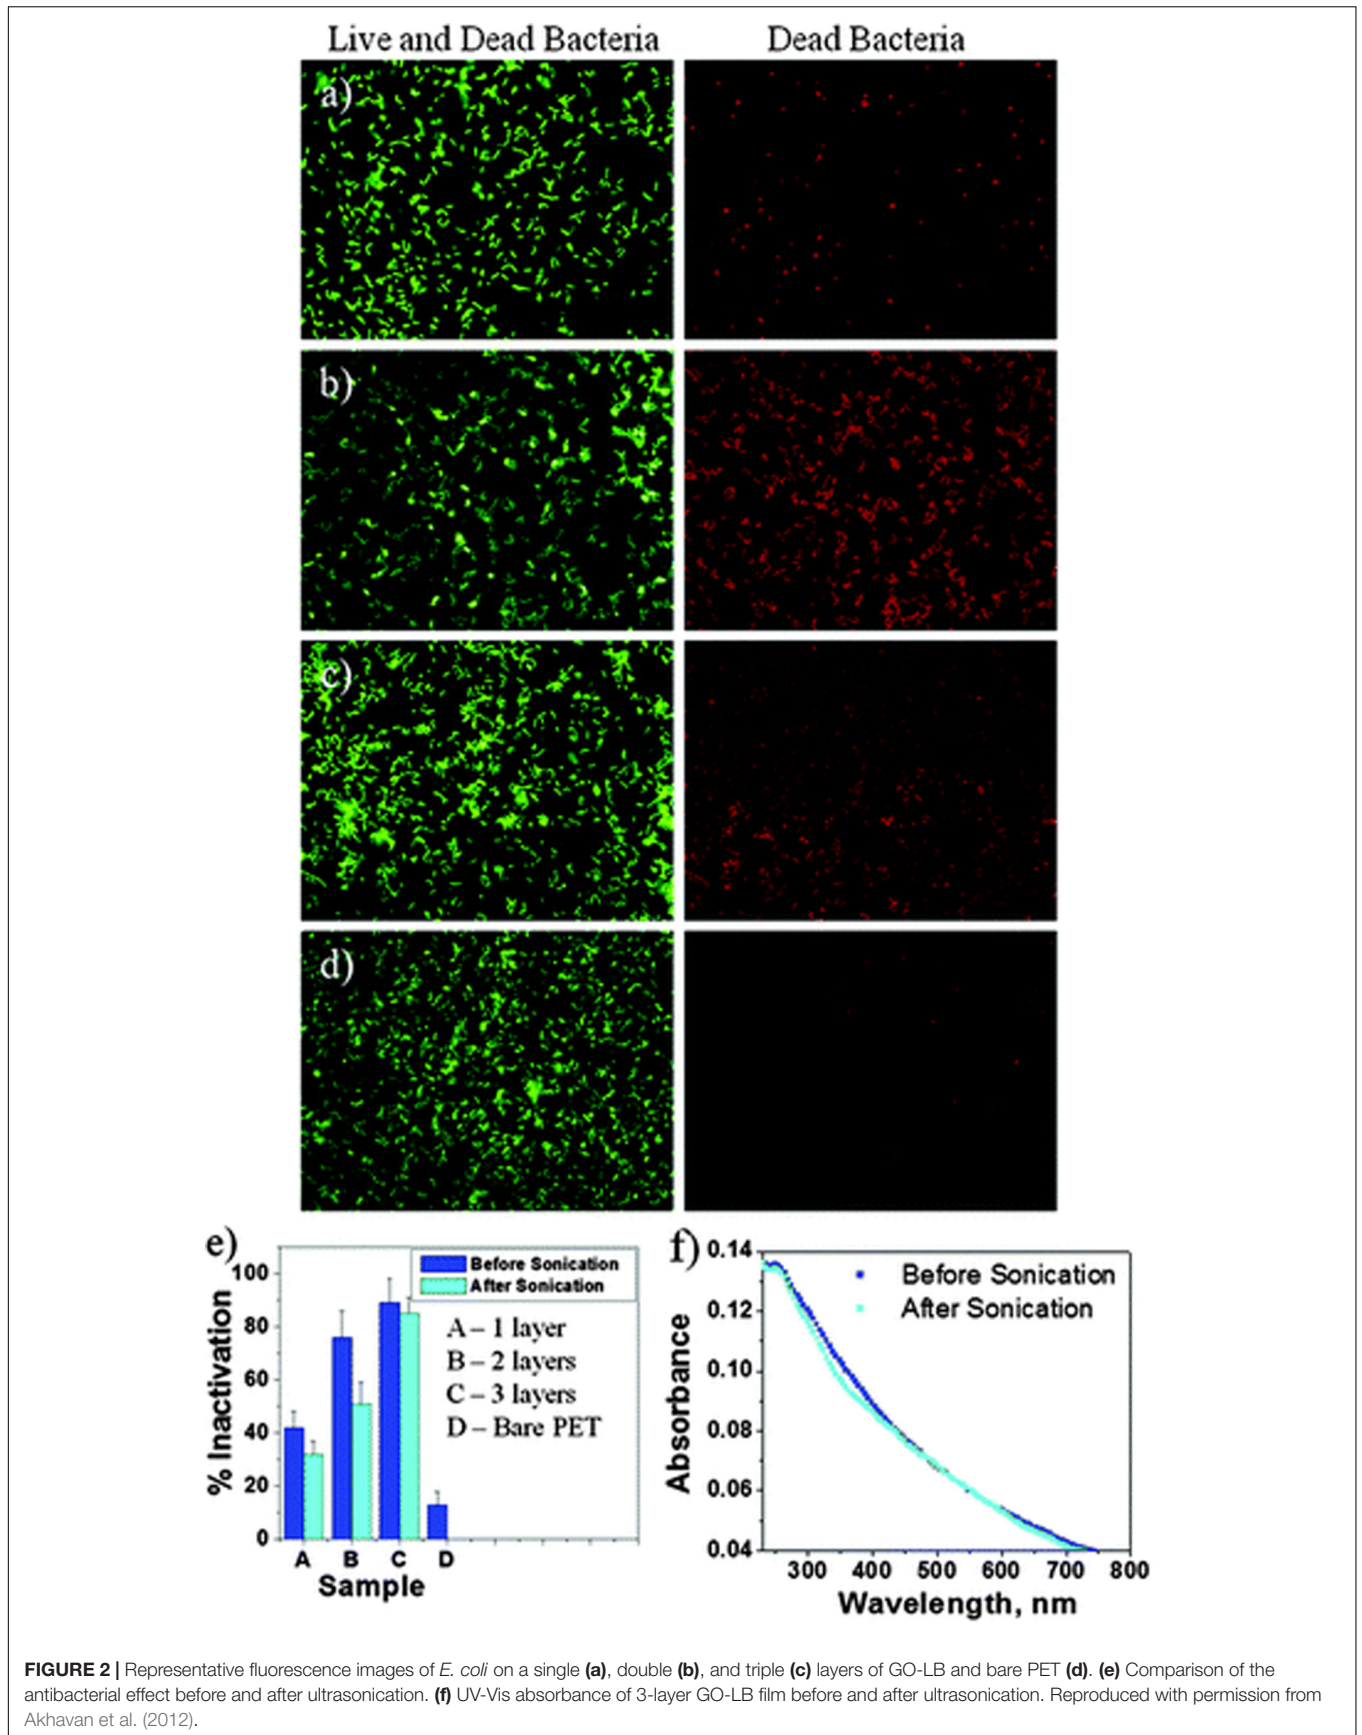 Live and Dead Bacteria
Dead Bacteria
a)
b)
c)
d)
e)
% Inactivation
100
80
60
40
20
0
Before Sonication
After Sonication
A – 1 layer
B – 2 layers
C – 3 layers
D – Bare PET
A B C D
Sample
f)
Absorbance
0.14
0.12
0.10
0.08
0.06
0.04
Before Sonication
After Sonication
300 400 500 600 700 800
Wavelength, nm
FIGURE 2 | Representative fluorescence images of E. coli on a single (a), double (b), and triple (c) layers of GO-LB and bare PET (d). (e) Comparison of the
antibacterial effect before and after ultrasonication. (f) UV-Vis absorbance of 3-layer GO-LB film before and after ultrasonication. Reproduced with permission from
Akhavan et al. (2012).